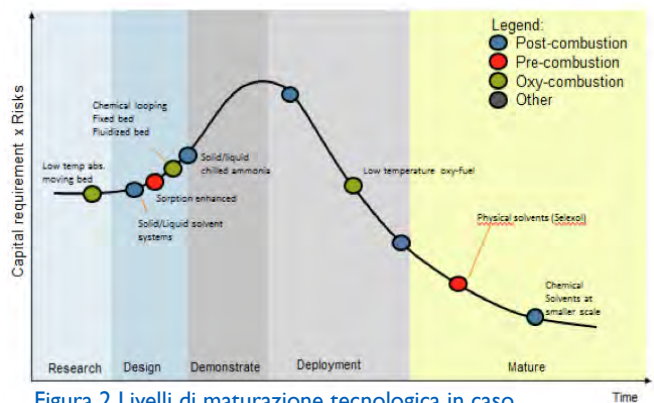 Legend:
Post-combustion
Pre-combustion
Oxy-combustion
Other
Capital requirement x Risks
Chemical looping
Fixed bed
Fluidized bed
Low temp abs.
moving bed
Solid/liquid
chilled ammonia
Sorption enhanced
Solid/Liquid solvent
systems
Low temperature oxy-fuel
Physical solvents (Selexol)
Chemical
Solvents at
smaller scale
Research
Design
Demonstrate
Deployment
Mature
Time
Figura 2 Livelli di maturazione tecnologica in caso